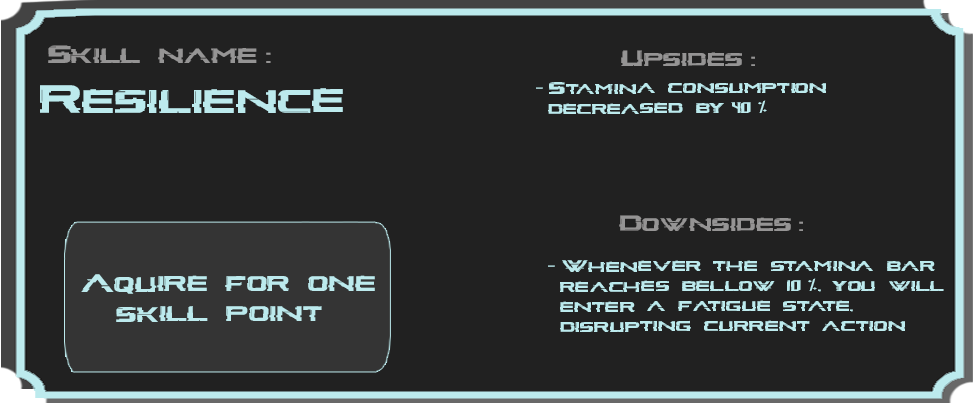 Skill name:
Resilience
Aquire for one
skill point
Upsides:
- Stamina consumption
decreased by 40%
Downsides:
- Whenever the stamina bar
reaches bellow 10%, you will
enter a fatigue state,
disrupting current action